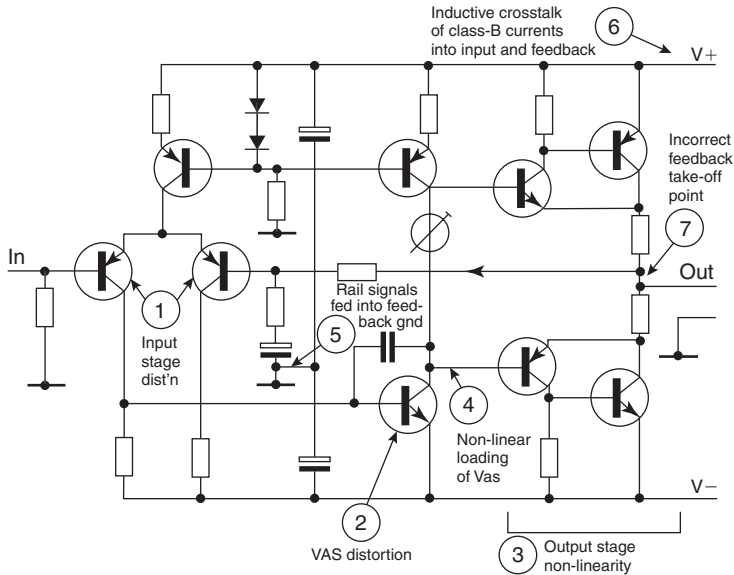 Inductive crosstalk
of class-B currents
into input and feedback
6
V+
Incorrect
feedback
take-off
point
7
In
Out
1
Input
stage
dist'n
Rail signals
fed into feed-
back gnd
5
4
Non-linear
loading
of Vas
V−
2
VAS distortion
3
Output stage
non-linearity